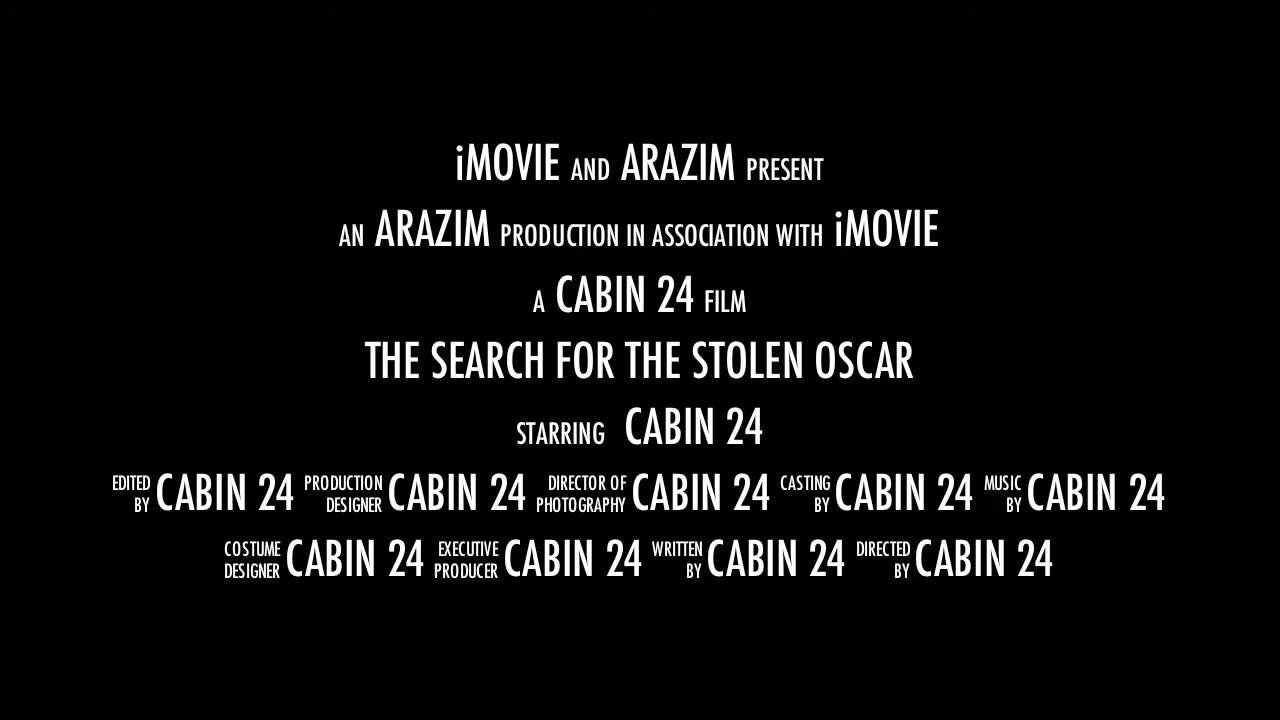 iMOVIE AND ARAZIM PRESENT
AN ARAZIM PRODUCTION IN ASSOCIATION WITH iMOVIE
A CABIN 24 FILM
THE SEARCH FOR THE STOLEN OSCAR
STARRING CABIN 24
EDITED BY CABIN 24 PRODUCTION DESIGNER CABIN 24 DIRECTOR OF PHOTOGRAPHY CABIN 24 CASTING BY CABIN 24 MUSIC BY CABIN 24
COSTUME DESIGNER CABIN 24 EXECUTIVE PRODUCER CABIN 24 WRITTEN BY CABIN 24 DIRECTED BY CABIN 24